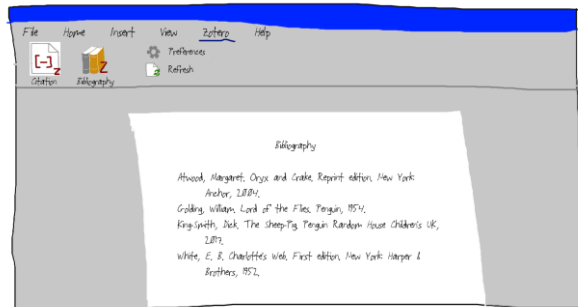 File Home Insert View Zotero Help
[-] z Citation
Z Bibliography
Preferences
Refresh
Bibliography
Atwood, Margaret. Oryx and Crake. Reprint edition. New York
Anchor, 2004.
Golding, William. Lord of the Flies. Penguin, 1954.
King-Smith, Dick. The Sheep-Pig. Penguin Random House Children's UK,
2017.
White, E. B. Charlotte's Web. First edition. New York: Harper &
Brothers, 1952.